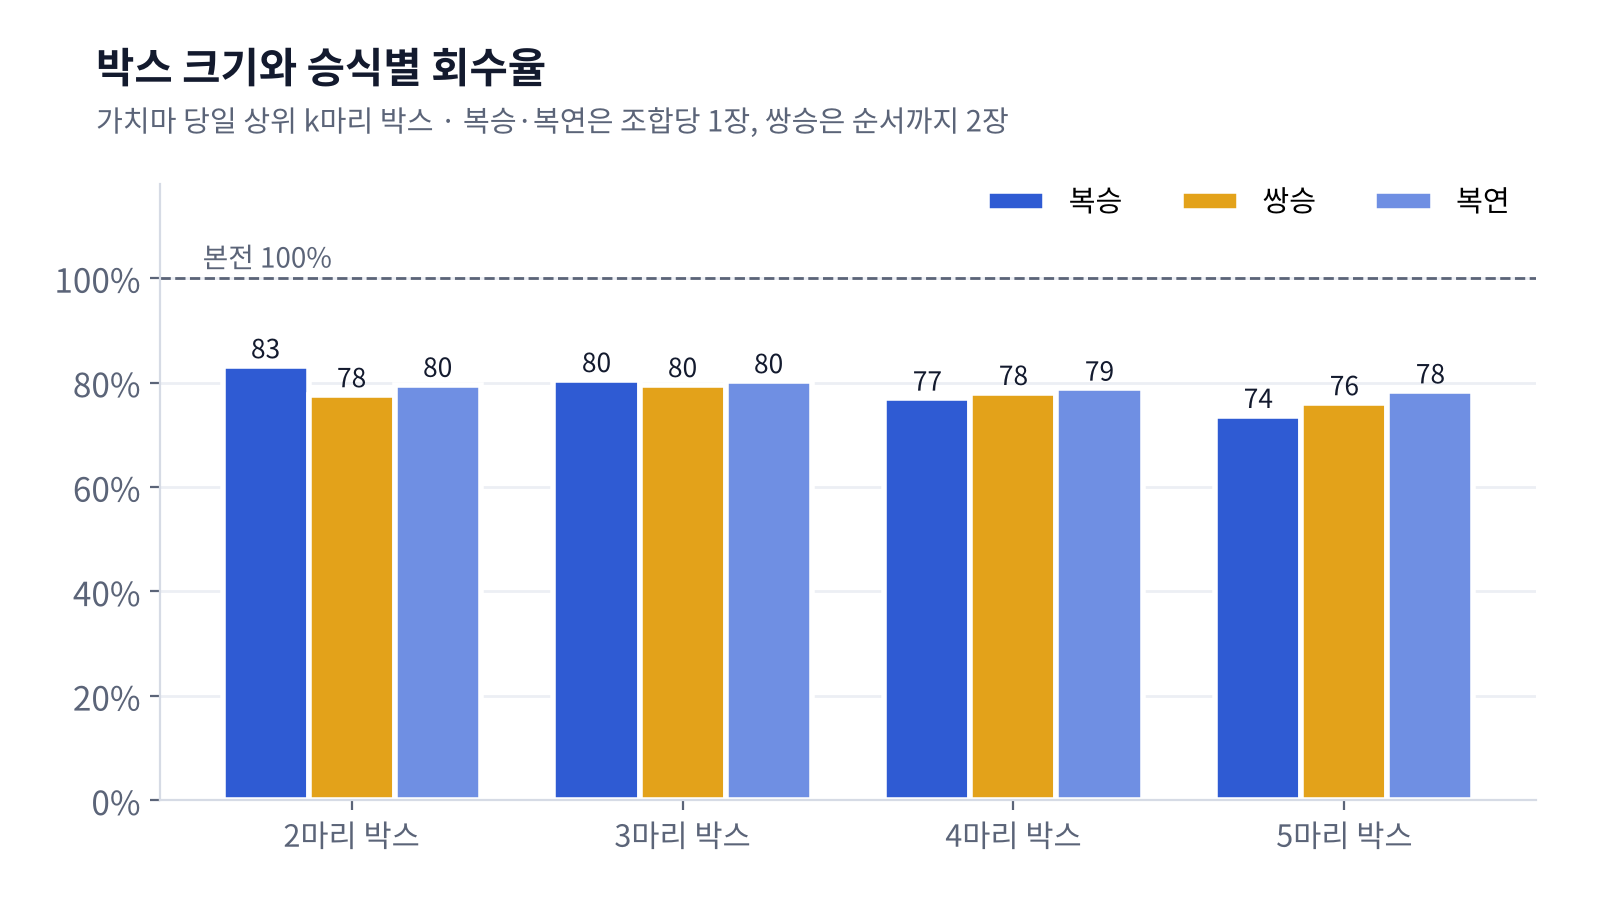 박스 크기와 승식별 회수율
가치마 당일 상위 k마리 박스 · 복승·복연은 조합당 1장, 쌍승은 순서까지 2장
복승 쌍승 복연
본전 100%
100%
80%
60%
40%
20%
0%
83 78 80
80 80 80
77 78 79
74 76 78
2마리 박스 3마리 박스 4마리 박스 5마리 박스